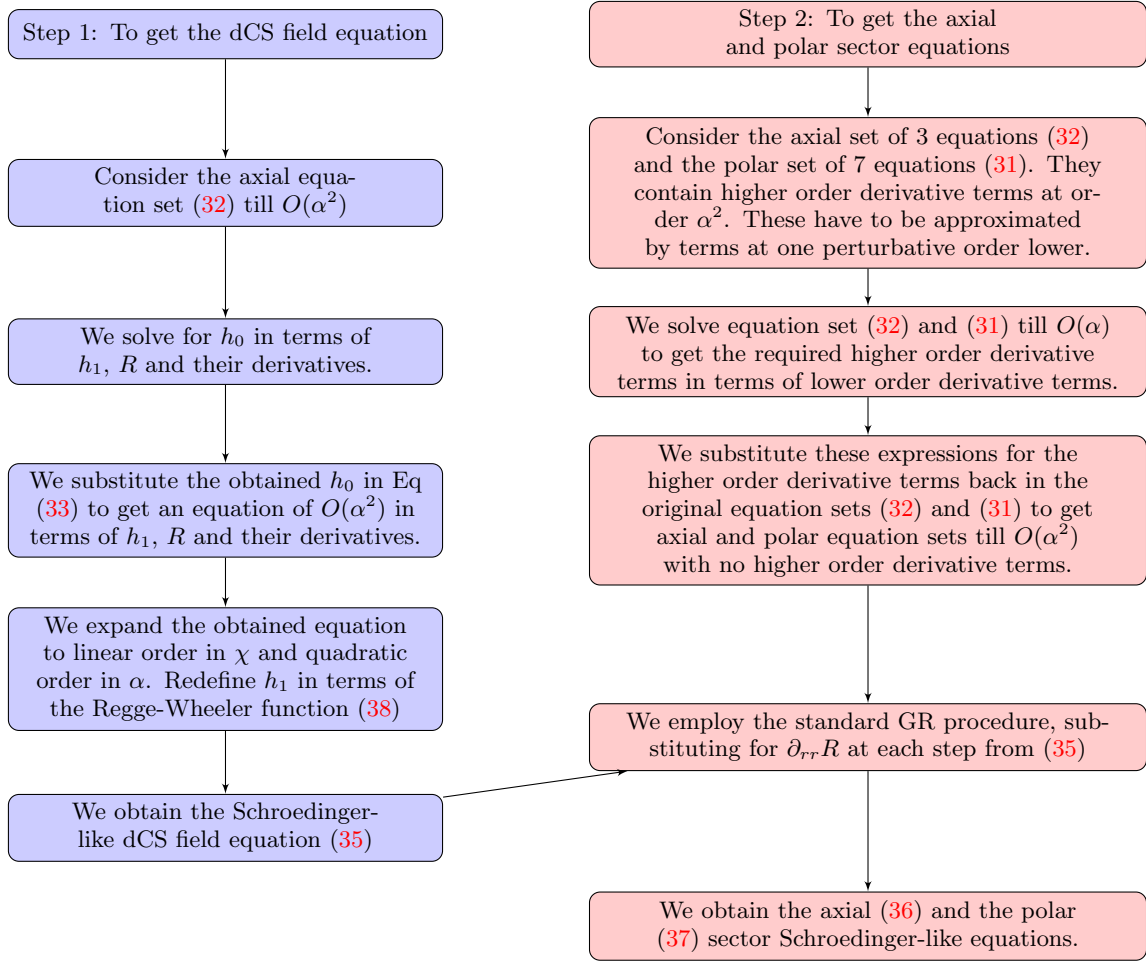 Step 1: To get the dCS field equation
Consider the axial equa-
tion set (32) till O(α²)
We solve for h₀ in terms of
h₁, R and their derivatives.
We substitute the obtained h₀ in Eq
(33) to get an equation of O(α²) in
terms of h₁, R and their derivatives.
We expand the obtained equation
to linear order in χ and quadratic
order in α. Redefine h₁ in terms of
the Regge-Wheeler function (38)
We obtain the Schroedinger-
like dCS field equation (35)
Step 2: To get the axial
and polar sector equations
Consider the axial set of 3 equations (32)
and the polar set of 7 equations (31). They
contain higher order derivative terms at or-
der α². These have to be approximated
by terms at one perturbative order lower.
We solve equation set (32) and (31) till O(α)
to get the required higher order derivative
terms in terms of lower order derivative terms.
We substitute these expressions for the
higher order derivative terms back in the
original equation sets (32) and (31) to get
axial and polar equation sets till O(α²)
with no higher order derivative terms.
We employ the standard GR procedure, sub-
stituting for ∂ᵣᵣR at each step from (35)
We obtain the axial (36) and the polar
(37) sector Schroedinger-like equations.